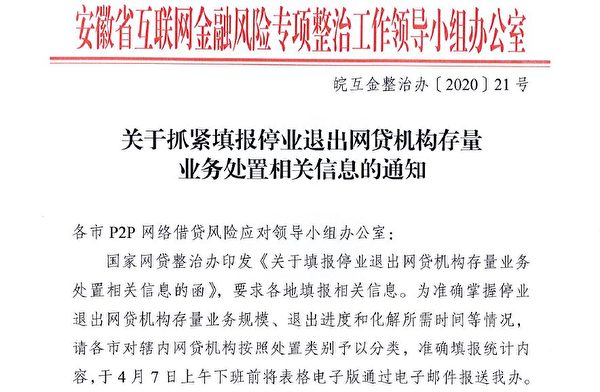 安徽省互联网金融风险专项整治工作领导小组办公室
皖互金整治办〔2020〕21 号
关于抓紧填报停业退出网贷机构存量
业务处置相关信息的通知
各市 P2P 网络借贷风险应对领导小组办公室：
国家网贷整治办印发《关于填报停业退出网贷机构存量业务
处置相关信息的函》，要求各地填报相关信息。为准确掌握停业
退出网贷机构存量业务规模、退出进度和化解所需时间等情况，
请各市对辖内网贷机构按照处置类别予以分类，准确填报统计内
容，于 4 月 7 日上午下班前将表格电子版通过电子邮件报送我办。